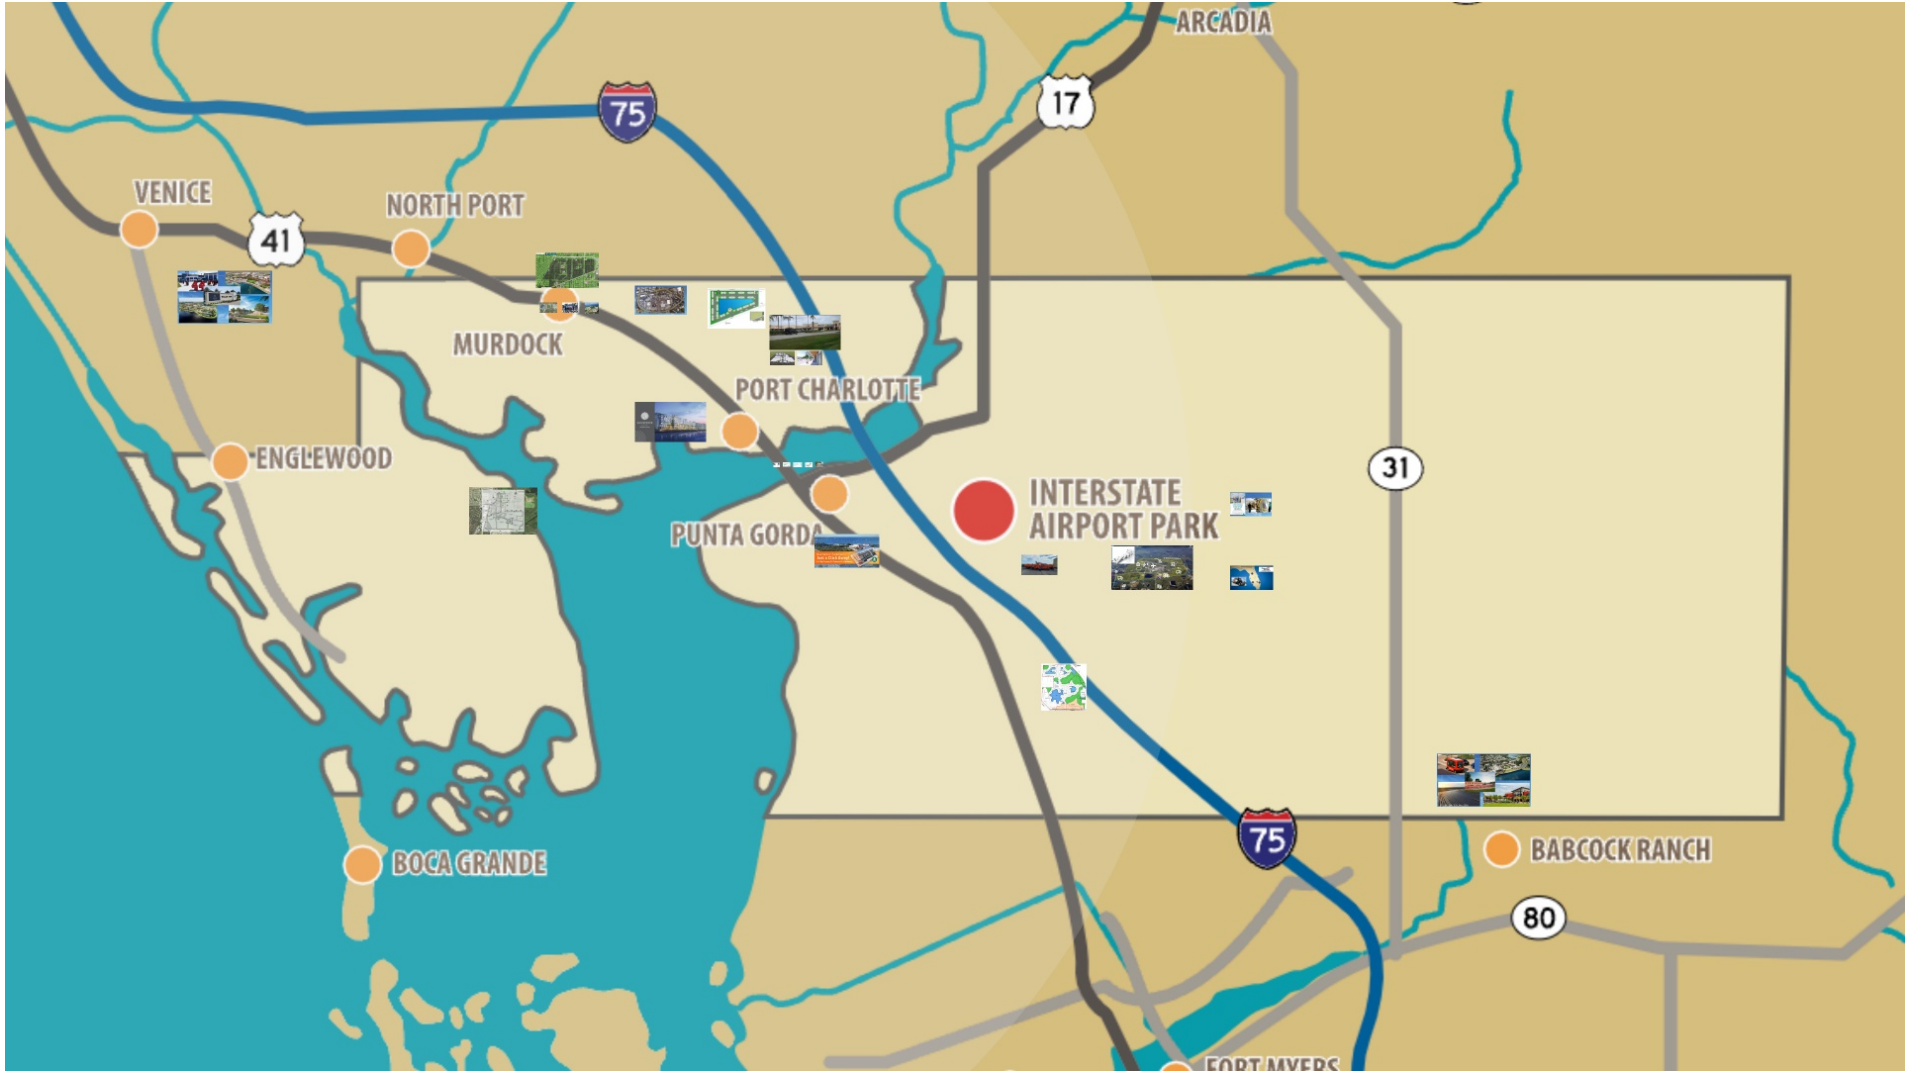 ARCADIA
75
17
VENICE
NORTH PORT
41
MURDOCK
PORT CHARLOTTE
ENGLEWOOD
31
INTERSTATE
AIRPORT PARK
PUNTA GORDA
75
BOCA GRANDE
BABCOCK RANCH
80
FORT MYERS